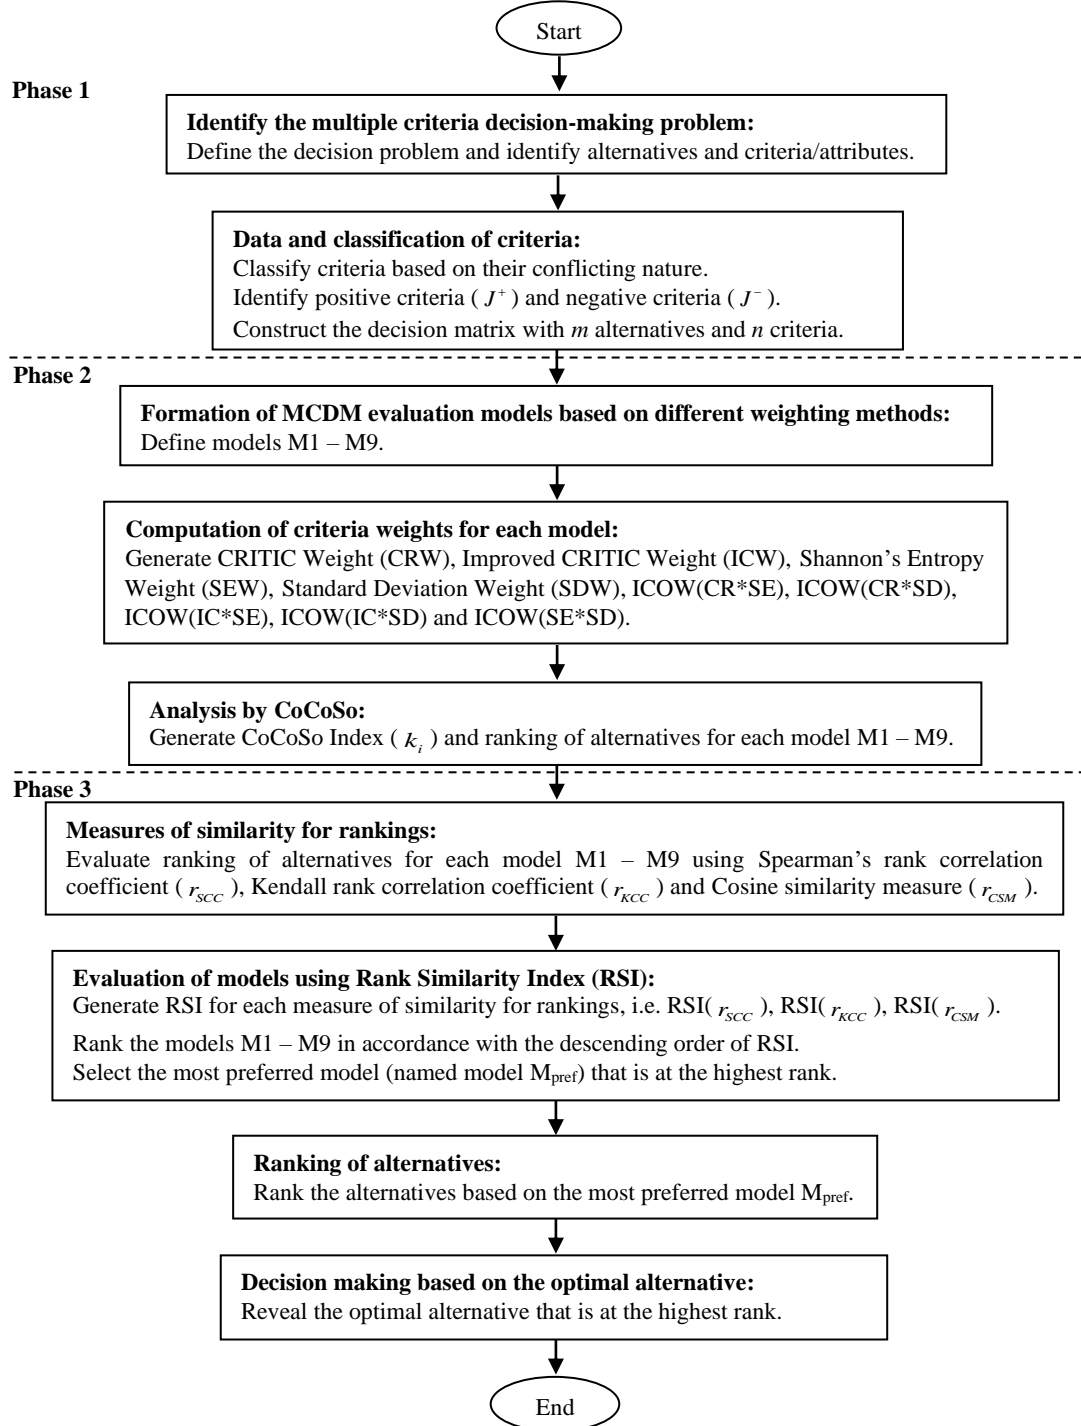 Start
Phase 1
Identify the multiple criteria decision-making problem:
Define the decision problem and identify alternatives and criteria/attributes.
Data and classification of criteria:
Classify criteria based on their conflicting nature.
Identify positive criteria ( J⁺ ) and negative criteria ( J⁻ ).
Construct the decision matrix with m alternatives and n criteria.
Phase 2
Formation of MCDM evaluation models based on different weighting methods:
Define models M1 – M9.
Computation of criteria weights for each model:
Generate CRITIC Weight (CRW), Improved CRITIC Weight (ICW), Shannon’s Entropy
Weight (SEW), Standard Deviation Weight (SDW), ICOW(CR*SE), ICOW(CR*SD),
ICOW(IC*SE), ICOW(IC*SD) and ICOW(SE*SD).
Analysis by CoCoSo:
Generate CoCoSo Index ( kᵢ ) and ranking of alternatives for each model M1 – M9.
Phase 3
Measures of similarity for rankings:
Evaluate ranking of alternatives for each model M1 – M9 using Spearman’s rank correlation
coefficient ( r_SCC ), Kendall rank correlation coefficient ( r_KCC ) and Cosine similarity measure ( r_CSM ).
Evaluation of models using Rank Similarity Index (RSI):
Generate RSI for each measure of similarity for rankings, i.e. RSI( r_SCC ), RSI( r_KCC ), RSI( r_CSM ).
Rank the models M1 – M9 in accordance with the descending order of RSI.
Select the most preferred model (named model M_pref) that is at the highest rank.
Ranking of alternatives:
Rank the alternatives based on the most preferred model M_pref.
Decision making based on the optimal alternative:
Reveal the optimal alternative that is at the highest rank.
End